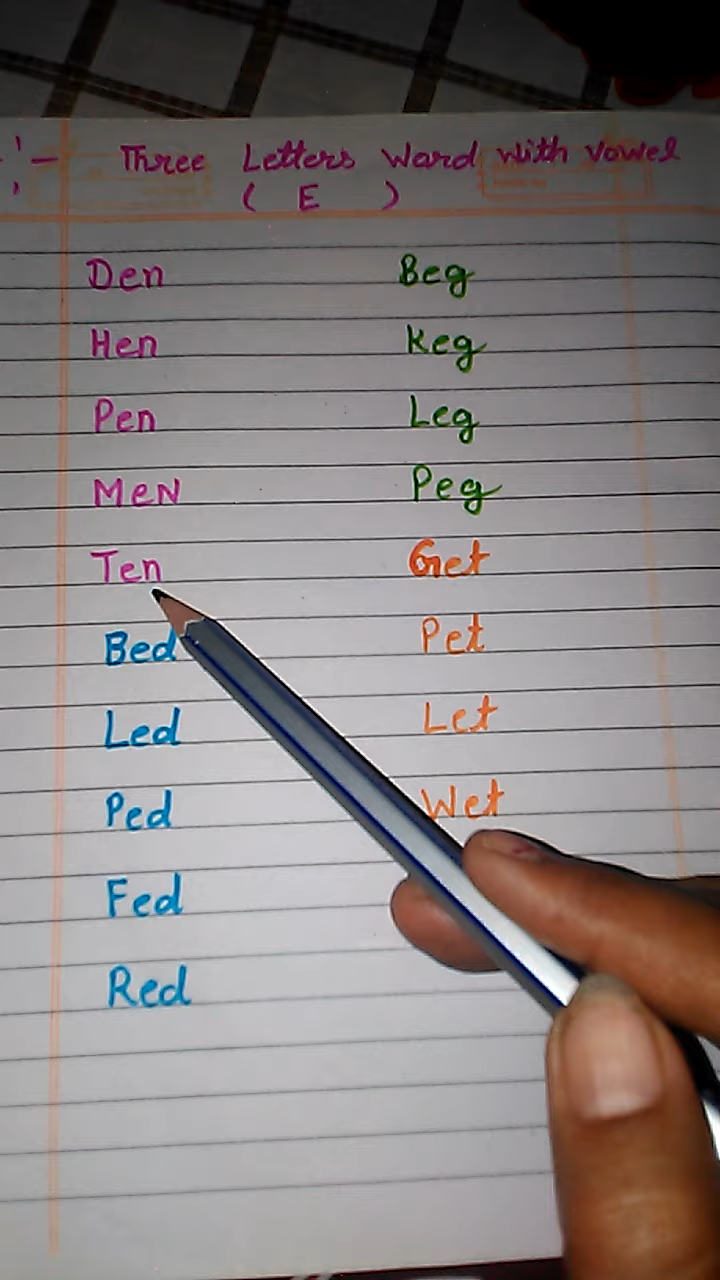 Three Letters Word with vowel
( E )
Den
Hen
Pen
MeN
Ten
Bed
Led
Ped
Fed
Red
Beg
Keg
Leg
Peg
Get
Pet
Let
Wet